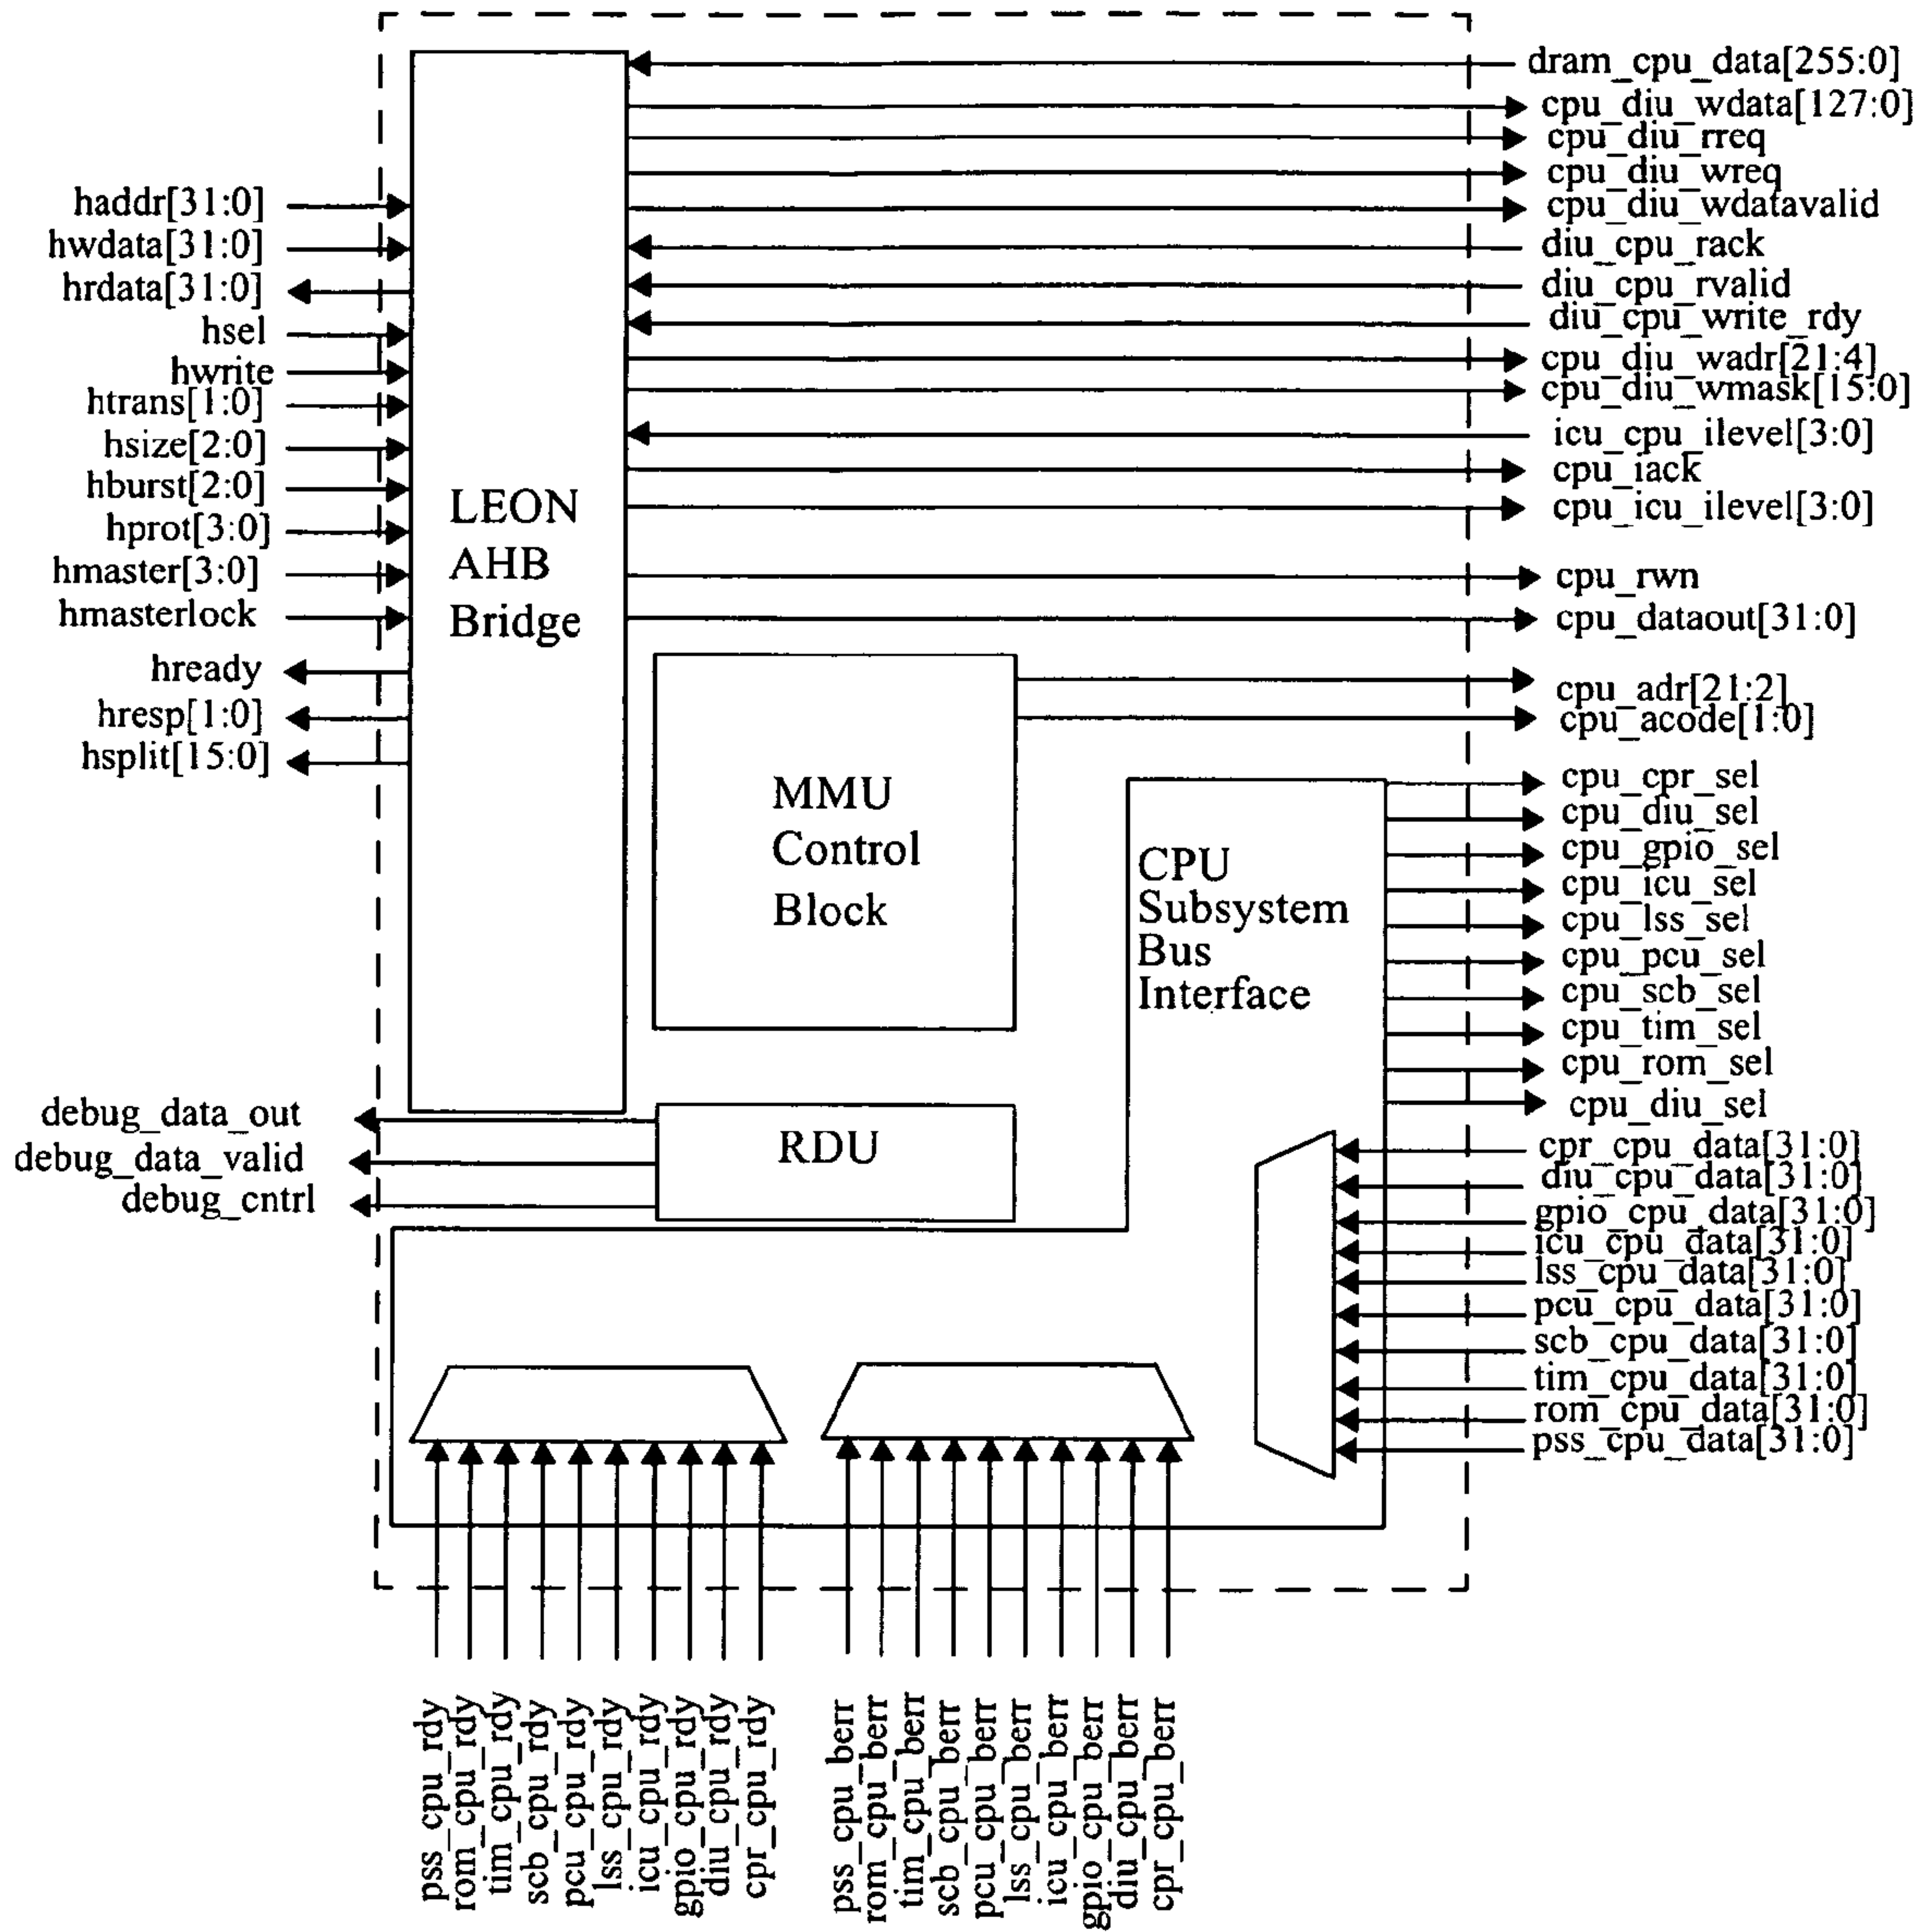 haddr[31:0]
hwdata[31:0]
hrdata[31:0]
hsel
hwrite
htrans[1:0]
hsize[2:0]
hburst[2:0]
hprot[3:0]
hmaster[3:0]
hmasterlock
hready
hresp[1:0]
hsplit[15:0]
debug_data_out
debug_data_valid
debug_cntrl
LEON
AHB
Bridge
MMU
Control
Block
RDU
CPU
Subsystem
Bus
Interface
dram_cpu_data[255:0]
cpu_diu_wdata[127:0]
cpu_diu_rreq
cpu_diu_wreq
cpu_diu_wdatavalid
diu_cpu_rack
diu_cpu_rvalid
diu_cpu_write_rdy
cpu_diu_wadr[21:4]
cpu_diu_wmask[15:0]
icu_cpu_ilevel[3:0]
cpu_iack
cpu_icu_ilevel[3:0]
cpu_rwn
cpu_dataout[31:0]
cpu_adr[21:2]
cpu_acode[1:0]
cpu_cpr_sel
cpu_diu_sel
cpu_gpio_sel
cpu_icu_sel
cpu_lss_sel
cpu_pcu_sel
cpu_scb_sel
cpu_tim_sel
cpu_rom_sel
cpu_diu_sel
cpr_cpu_data[31:0]
diu_cpu_data[31:0]
gpio_cpu_data[31:0]
icu_cpu_data[31:0]
lss_cpu_data[31:0]
pcu_cpu_data[31:0]
scb_cpu_data[31:0]
tim_cpu_data[31:0]
rom_cpu_data[31:0]
pss_cpu_data[31:0]
pss_cpu_rdy
rom_cpu_rdy
tim_cpu_rdy
scb_cpu_rdy
pcu_cpu_rdy
lss_cpu_rdy
icu_cpu_rdy
gpio_cpu_rdy
diu_cpu_rdy
cpr_cpu_rdy
pss_cpu_berr
rom_cpu_berr
tim_cpu_berr
scb_cpu_berr
pcu_cpu_berr
lss_cpu_berr
icu_cpu_berr
gpio_cpu_berr
diu_cpu_berr
cpr_cpu_berr